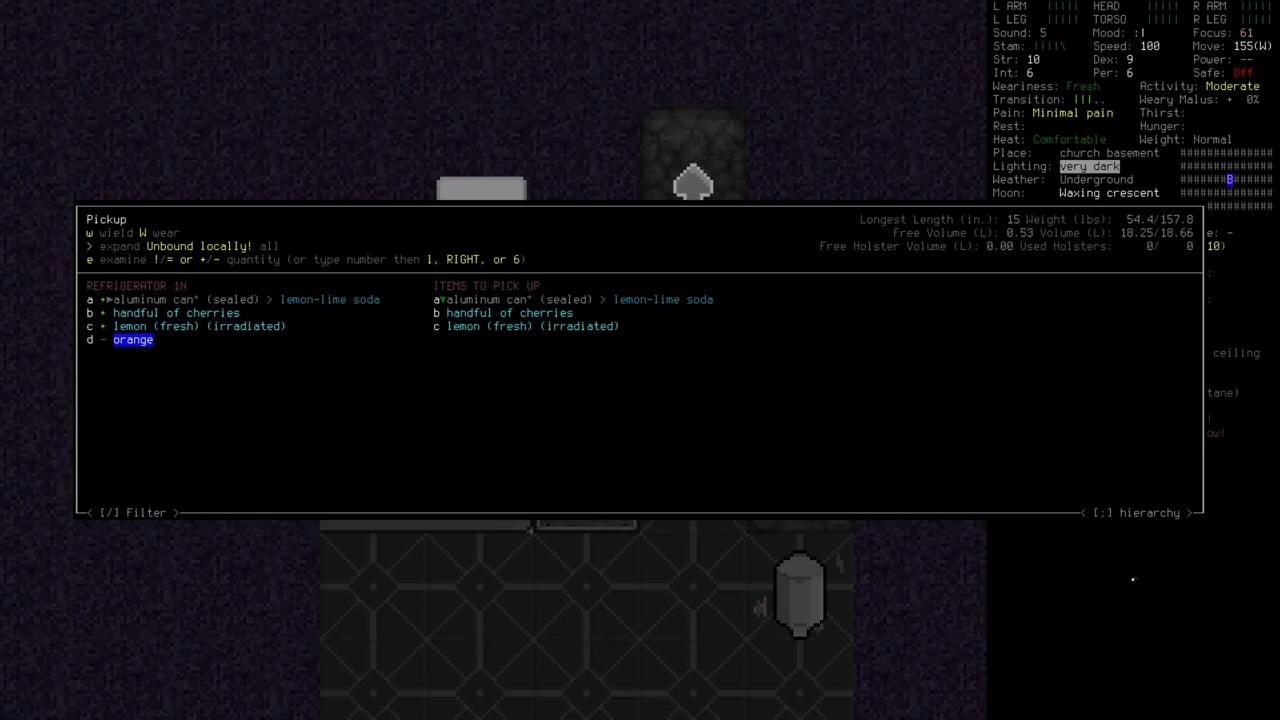 L ARM ||||| HEAD ||||| R ARM |||||
L LEG ||||| TORSO ||||| R LEG |||||
Sound: 5 Mood: :| Focus: 61
Stam: ||||\ Speed: 100 Move: 155(W)
Str: 10 Dex: 9 Power: --
Int: 6 Per: 6 Safe: Off
Weariness: Fresh Activity: Moderate
Transition: |||.. Weary Malus: + 0%
Pain: Minimal pain Thirst:
Rest: Hunger:
Heat: Comfortable Weight: Normal
Place: church basement ##############
Lighting: very dark ##############
Weather: Underground #######B######
Moon: Waxing crescent ##############
Pickup Longest Length (in.): 15 Weight (lbs): 54.4/157.8
w wield W wear Free Volume (L): 0.53 Volume (L): 18.25/18.66 e: -
> expand Unbound locally! all Free Holster Volume (L): 0.00 Used Holsters: 0/ 0 10)
e examine !/= or +/- quantity (or type number then l, RIGHT, or 6)
REFRIGERATOR 1N ITEMS TO PICK UP
a +▶aluminum can⁺ (sealed) > lemon-lime soda a▼aluminum can⁺ (sealed) > lemon-lime soda
b + handful of cherries b handful of cherries
c + lemon (fresh) (irradiated) c lemon (fresh) (irradiated)
d - orange
ceiling
tane)
!
ow!
< [/] Filter > < [;] hierarchy >